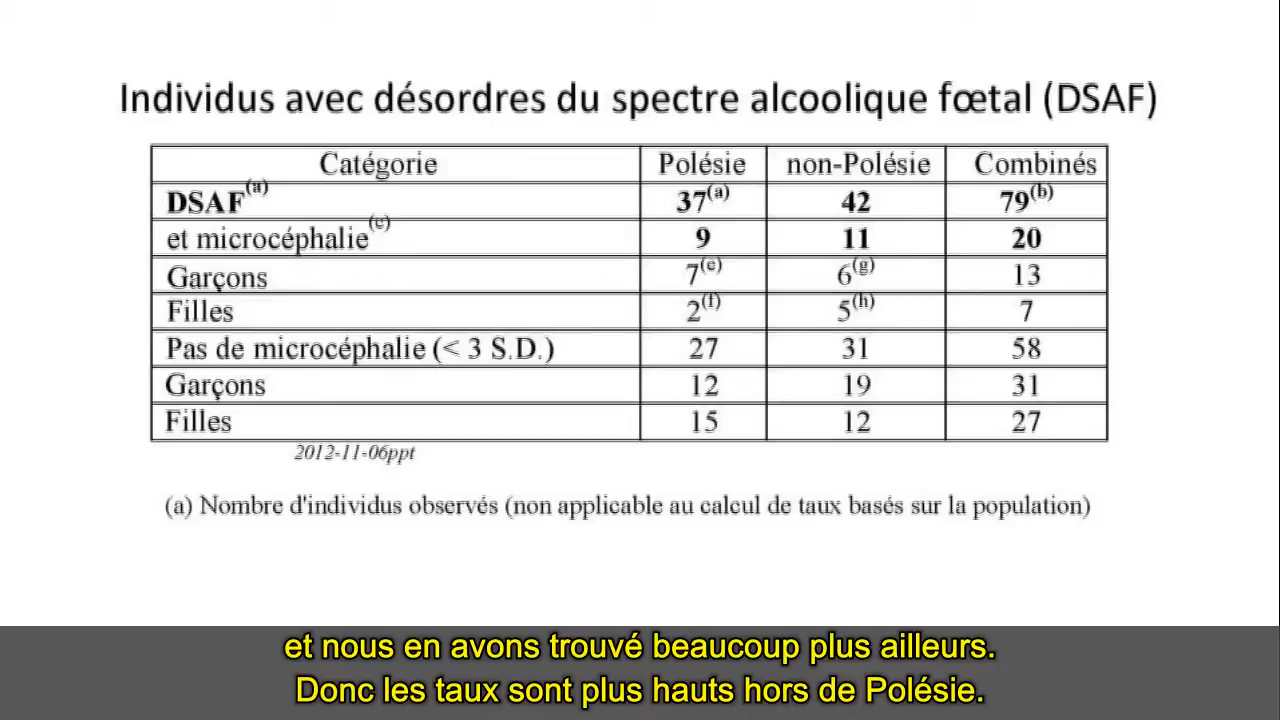 Individus avec désordres du spectre alcoolique fœtal (DSAF)
Catégorie Polésie non-Polésie Combinés
DSAF(a) 37(a) 42 79(b)
et microcéphalie(c) 9 11 20
Garçons 7(e) 6(g) 13
Filles 2(f) 5(h) 7
Pas de microcéphalie (< 3 S.D.) 27 31 58
Garçons 12 19 31
Filles 15 12 27
2012-11-06ppt
(a) Nombre d'individus observés (non applicable au calcul de taux basés sur la population)
et nous en avons trouvé beaucoup plus ailleurs.
Donc les taux sont plus hauts hors de Polésie.